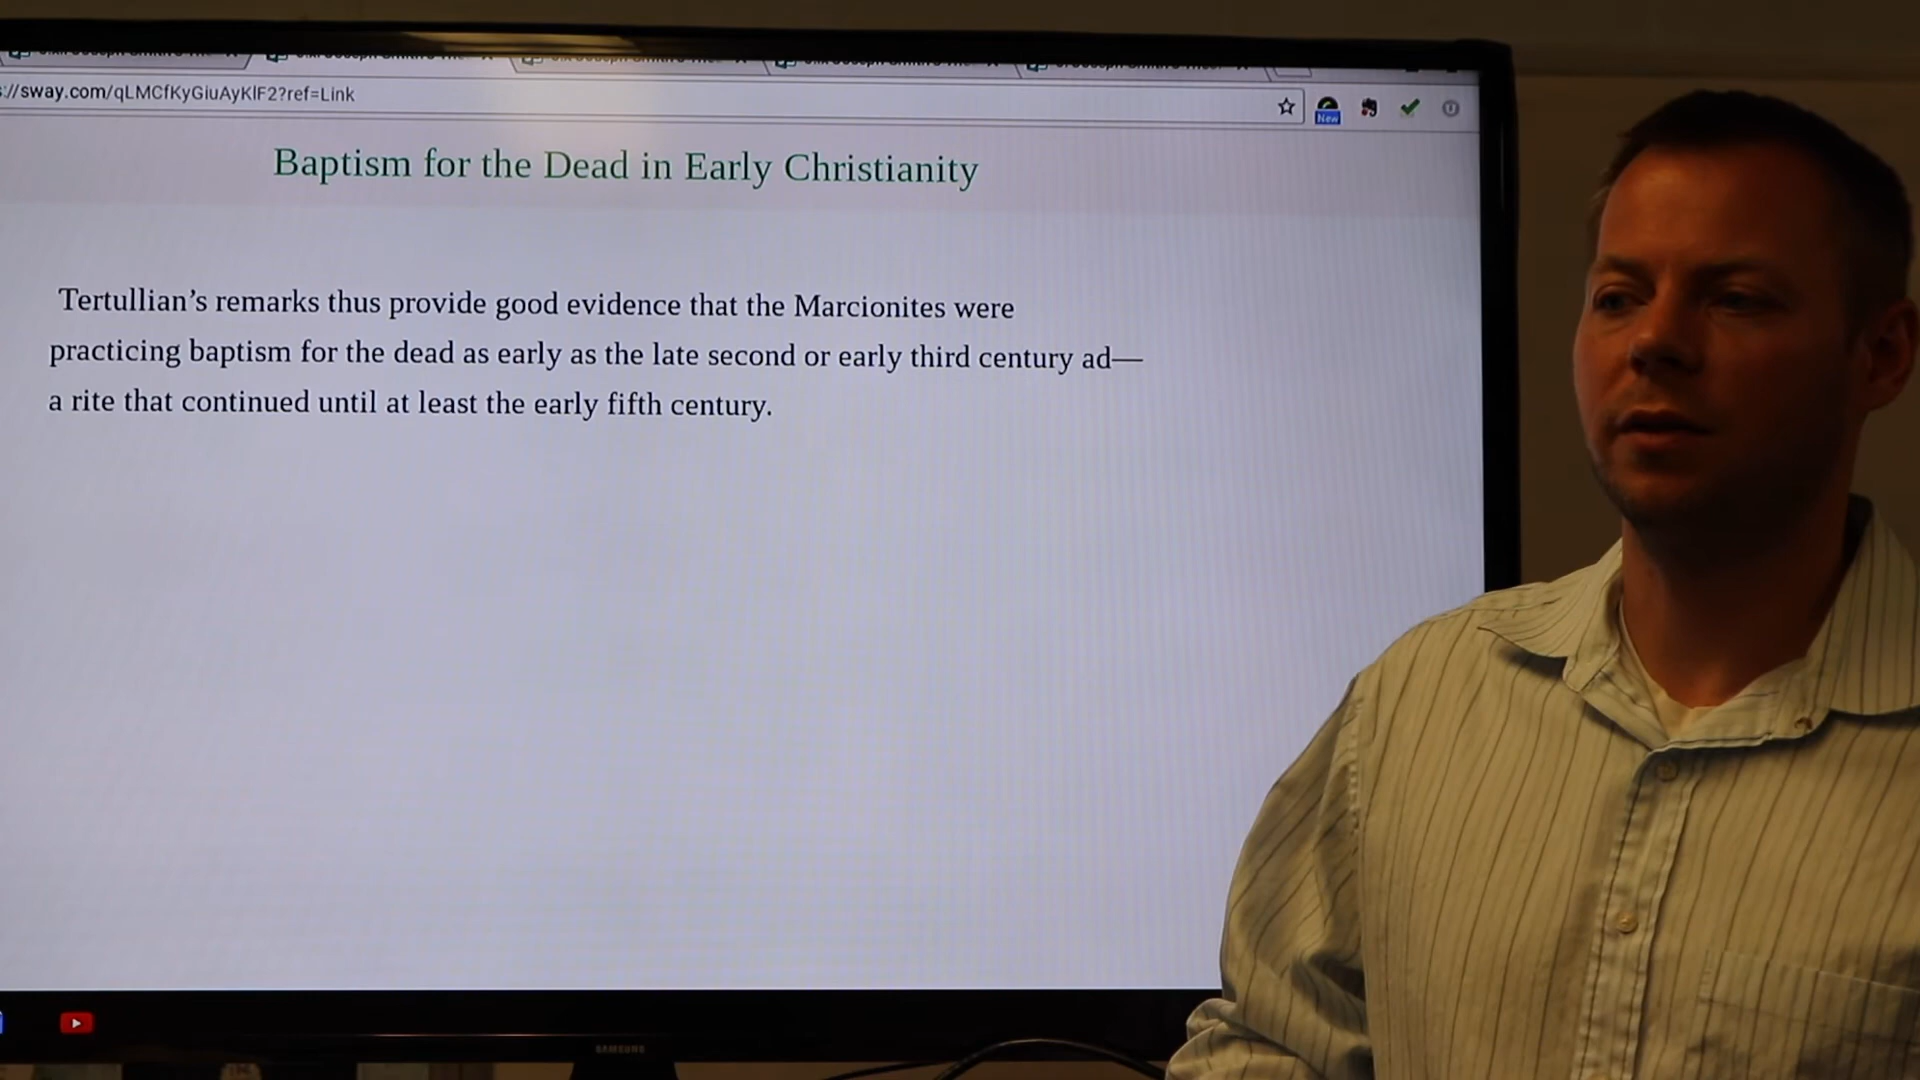 ://sway.com/qLMCfKyGiuAyKlF2?ref=Link
New
Baptism for the Dead in Early Christianity
Tertullian’s remarks thus provide good evidence that the Marcionites were
practicing baptism for the dead as early as the late second or early third century ad—
a rite that continued until at least the early fifth century.
SAMSUNG